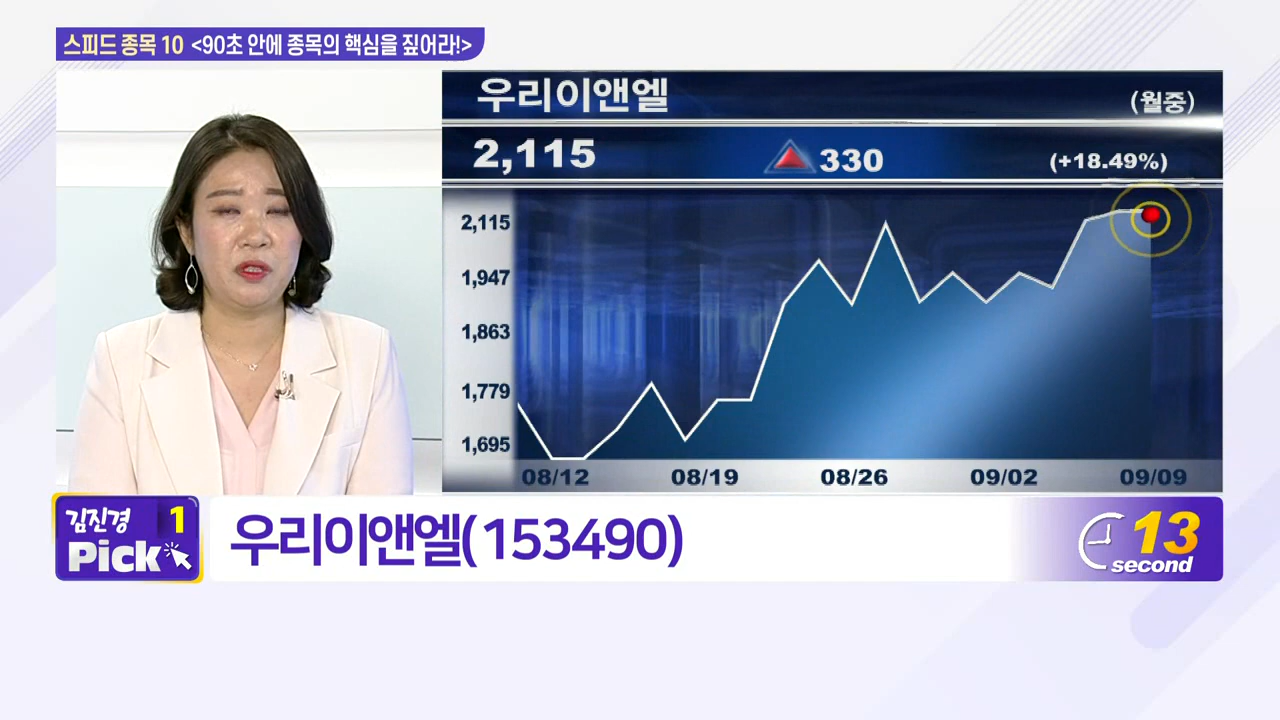 스피드 종목 10 <90초 안에 종목의 핵심을 짚어라!>
우리이앤엘 (월중)
2,115 330 (+18.49%)
2,115
1,947
1,863
1,779
1,695
08/12 08/19 08/26 09/02 09/09
김진경 1
Pick
우리이앤엘(153490)
13
second